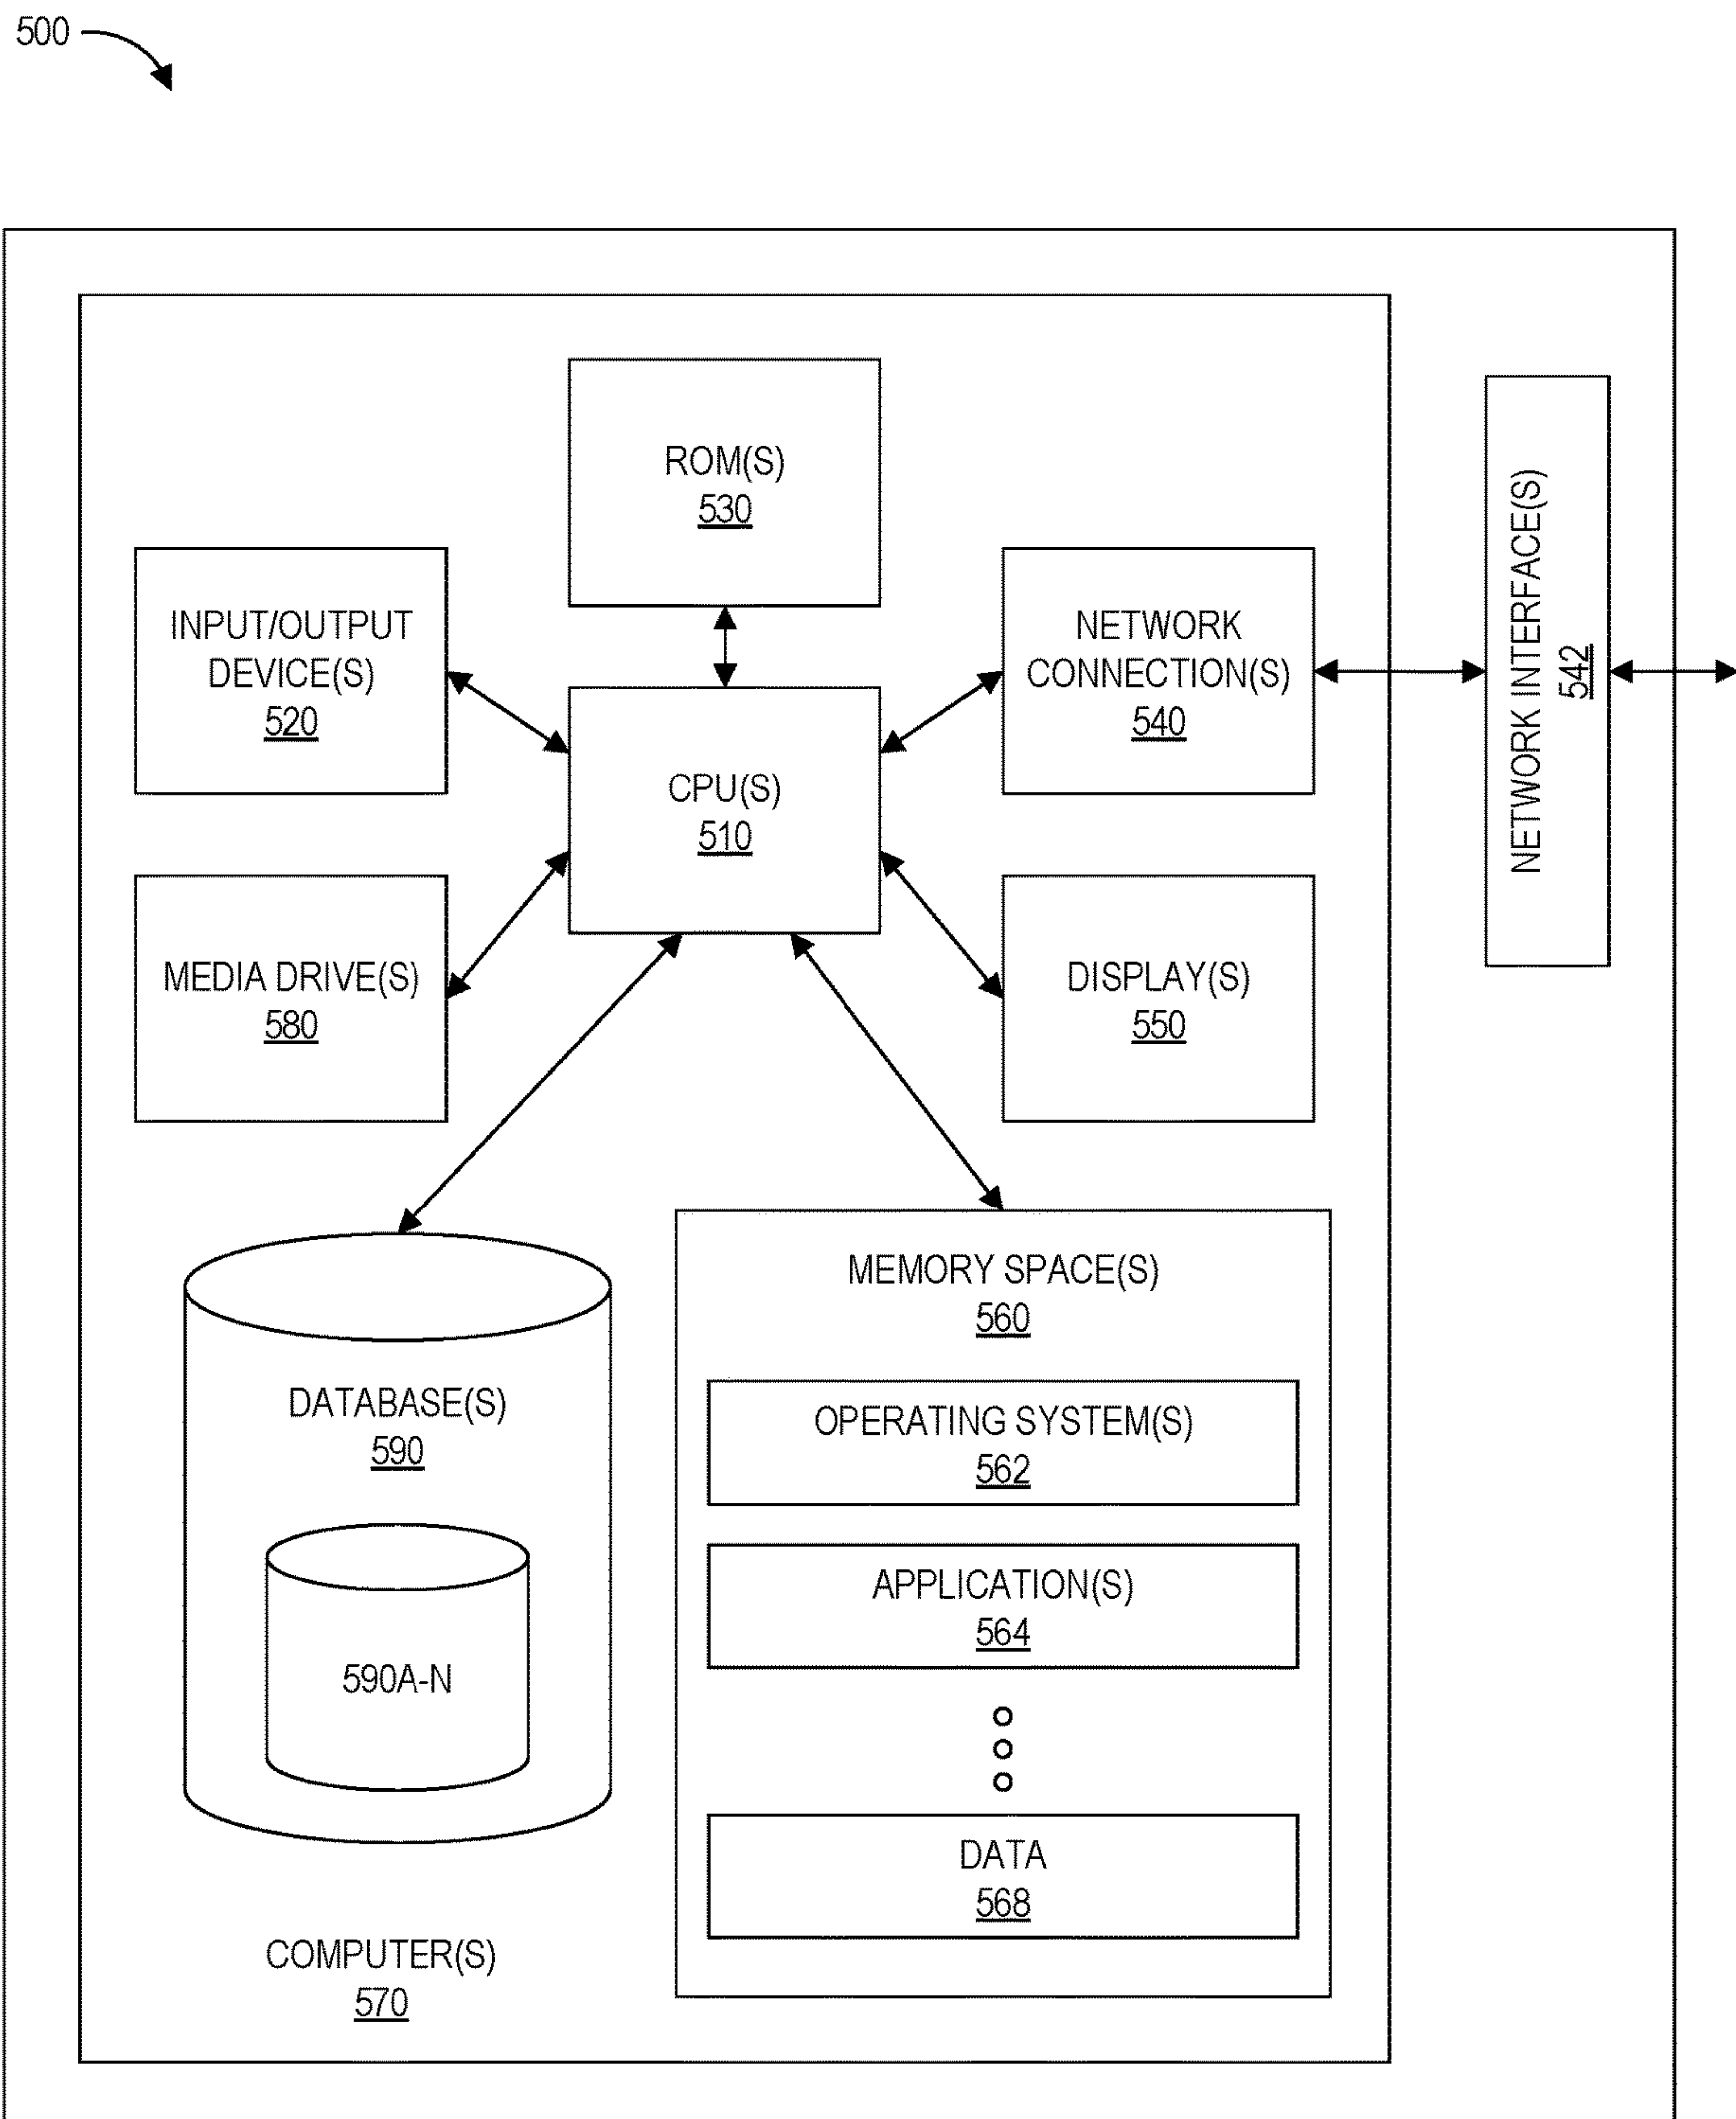 500
ROM(S)
530
INPUT/OUTPUT
DEVICE(S)
520
NETWORK
CONNECTION(S)
540
NETWORK INTERFACE(S)
542
CPU(S)
510
MEDIA DRIVE(S)
580
DISPLAY(S)
550
MEMORY SPACE(S)
560
DATABASE(S)
590
OPERATING SYSTEM(S)
562
APPLICATION(S)
564
590A-N
DATA
568
COMPUTER(S)
570